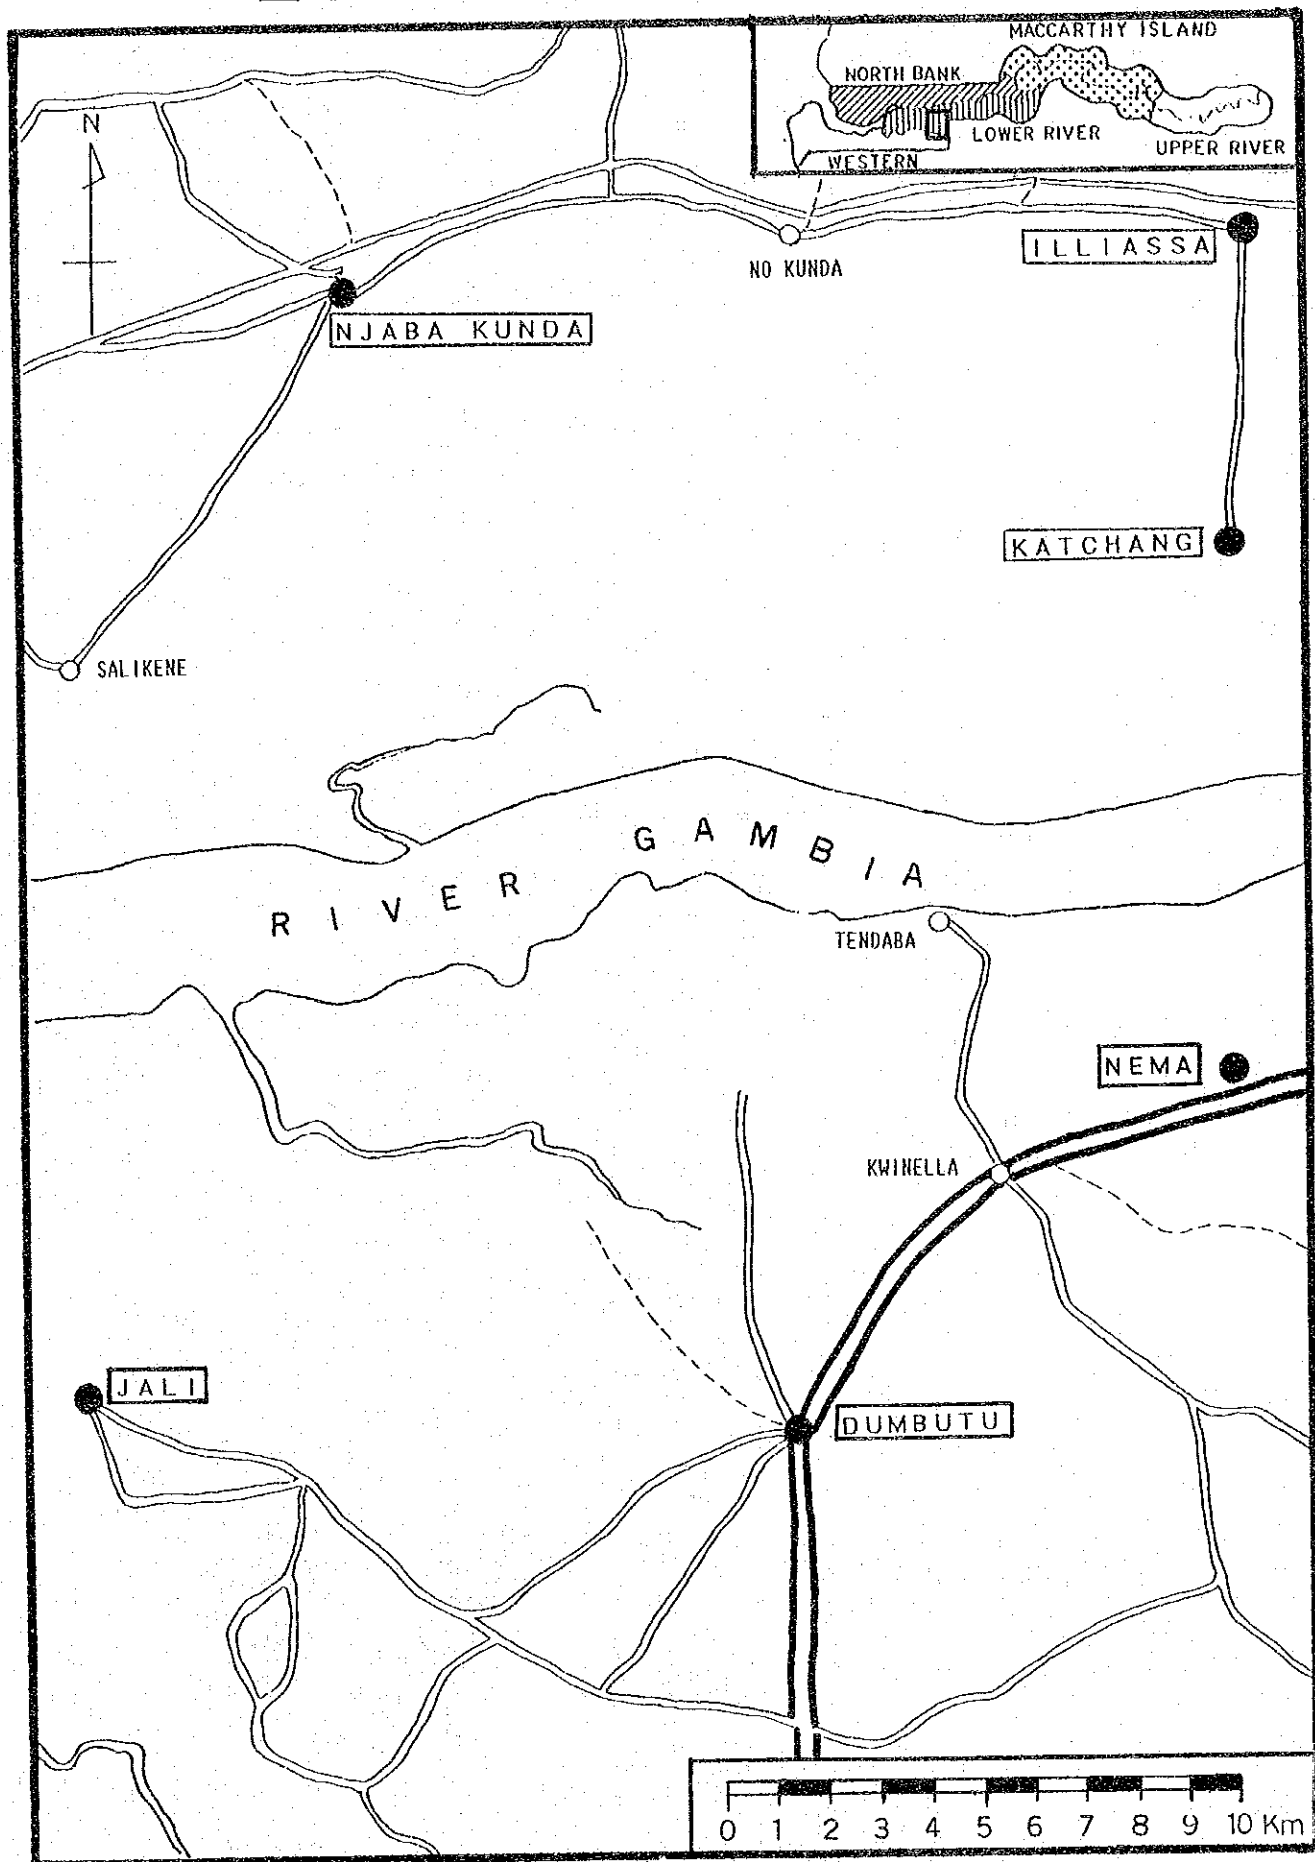 MACCARTHY ISLAND
NORTH BANK
LOWER RIVER
UPPER RIVER
WESTERN
N
ILLIASSA
NO KUNDA
NJABA KUNDA
KATCHANG
SALIKENE
RIVER GAMBIA
TENDABA
NEMA
KWINELLA
JALI
DUMBUTU
0 1 2 3 4 5 6 7 8 9 10 Km